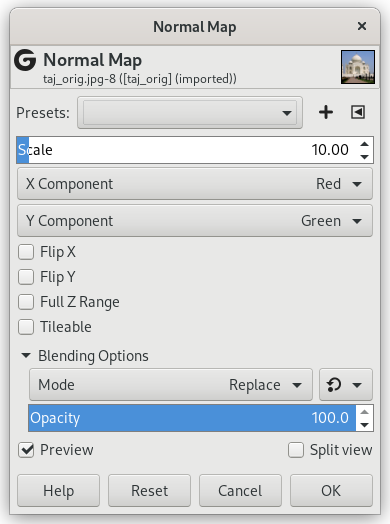 Normal Map ×
Normal Map
taj_orig.jpg-8 ([taj_orig] (imported))
Presets:
Scale 10.00
X Component Red
Y Component Green
Flip X
Flip Y
Full Z Range
Tileable
Blending Options
Mode Replace
Opacity 100.0
Preview Split view
Help Reset Cancel OK